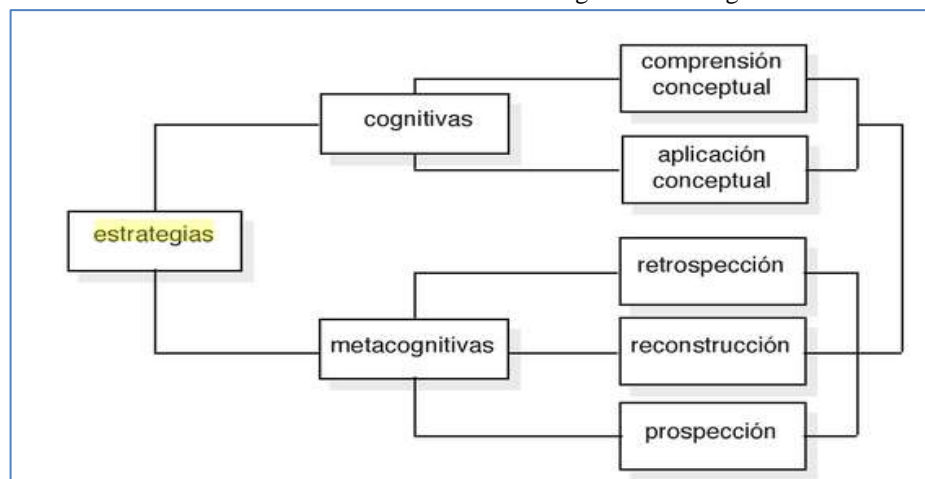 estrategias
cognitivas
comprensión
conceptual
aplicación
conceptual
metacognitivas
retrospección
reconstrucción
prospección